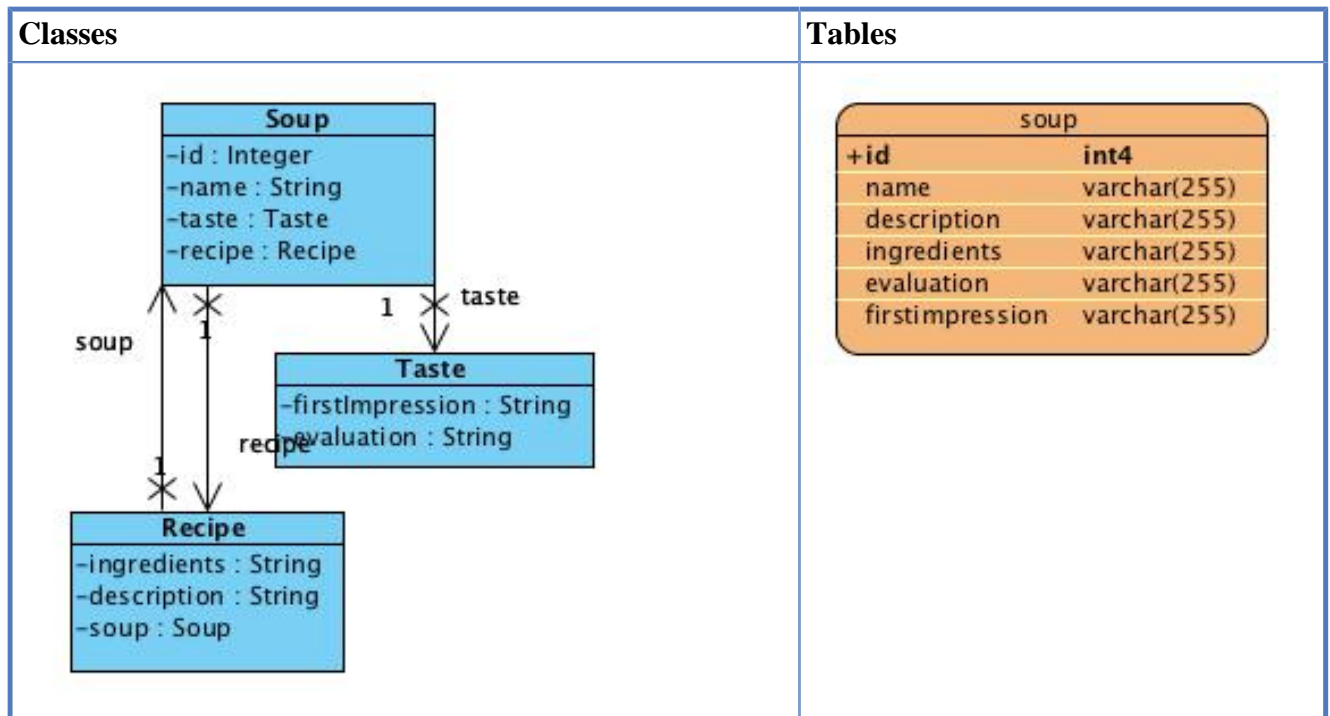 Classes
Tables
Soup
-id : Integer
-name : String
-taste : Taste
-recipe : Recipe
1
1
taste
soup
Taste
-firstImpression : String
-evaluation : String
recipe
1
Recipe
-ingredients : String
-description : String
-soup : Soup
soup
+id int4
name varchar(255)
description varchar(255)
ingredients varchar(255)
evaluation varchar(255)
firstimpression varchar(255)